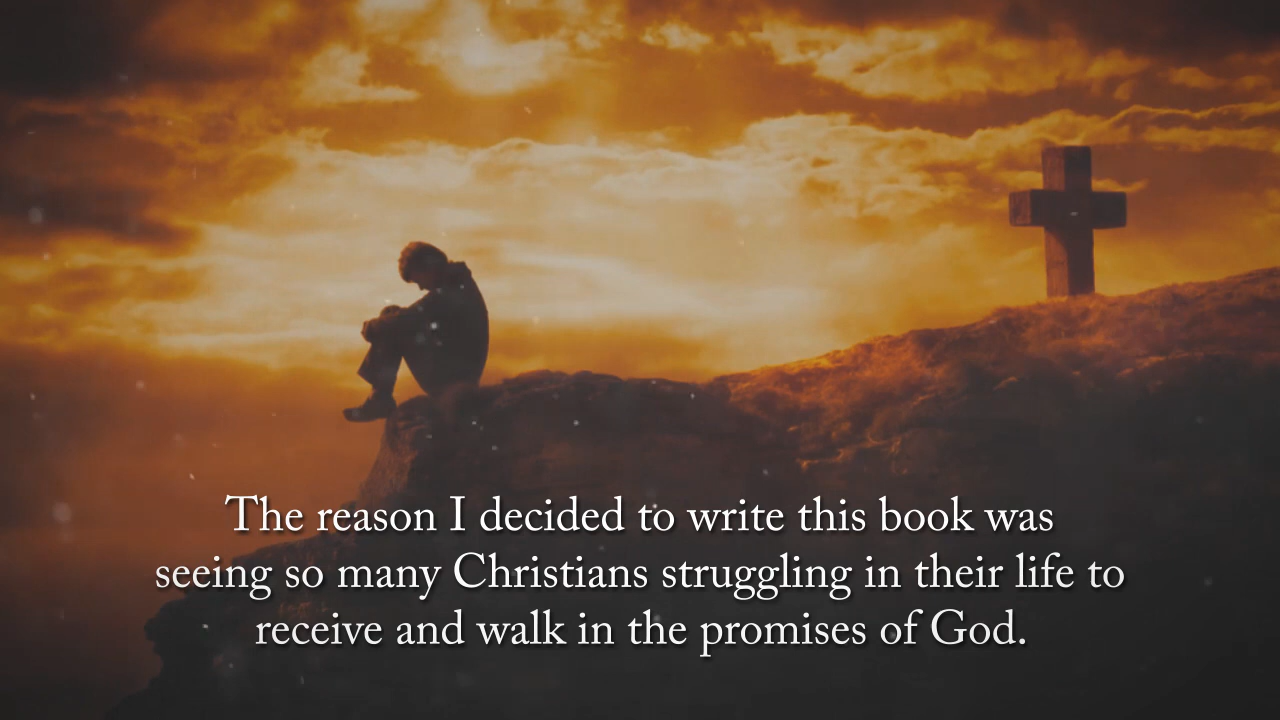 The reason I decided to write this book was
seeing so many Christians struggling in their life to
receive and walk in the promises of God.